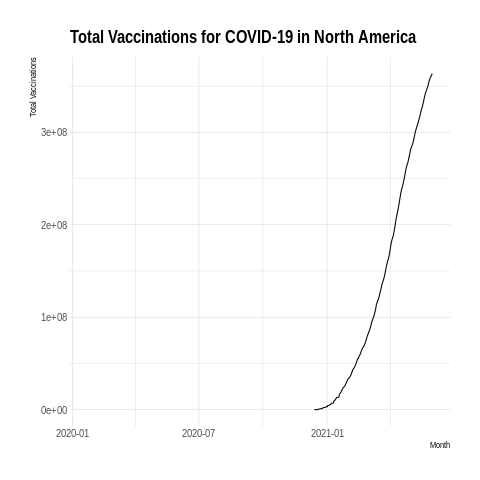 Total Vaccinations for COVID-19 in North America
Total Vaccinations
3e+08
2e+08
1e+08
0e+00
2020-01 2020-07 2021-01
Month